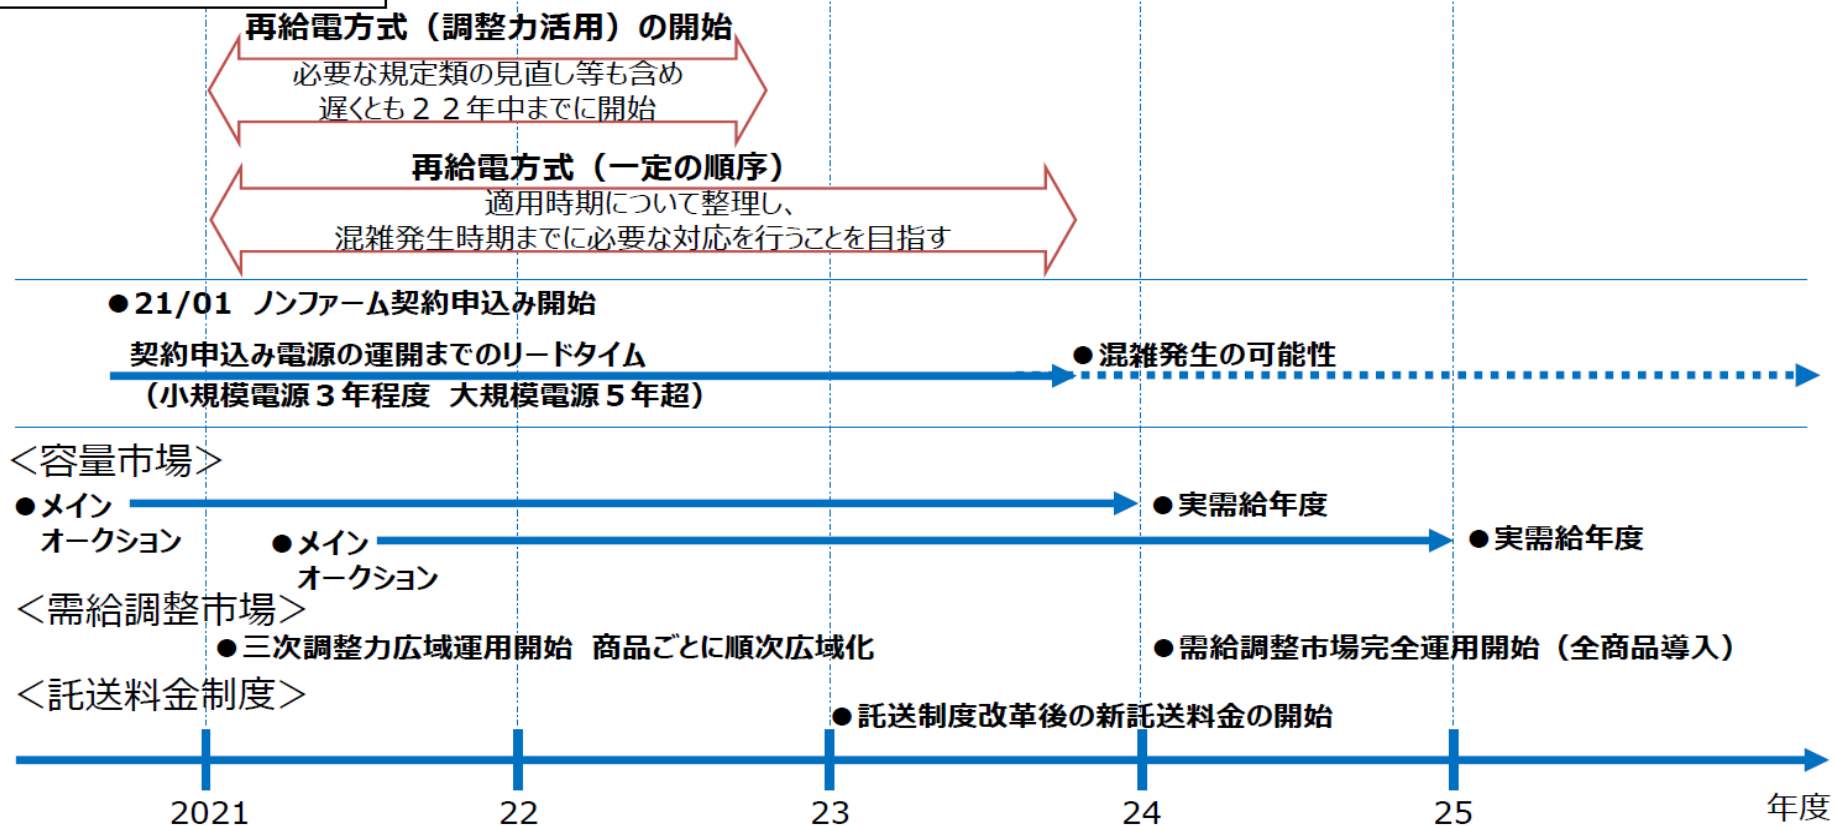 再給電方式（調整力活用）の開始
必要な規定類の見直し等も含め
遅くとも２２年中までに開始
再給電方式（一定の順序）
適用時期について整理し、
混雑発生時期までに必要な対応を行うことを目指す
●21/01 ノンファーム契約申込み開始
契約申込み電源の運開までのリードタイム
（小規模電源３年程度 大規模電源５年超）
●混雑発生の可能性
＜容量市場＞
●メイン
オークション
●実需給年度
●メイン
オークション
●実需給年度
＜需給調整市場＞
●三次調整力広域運用開始 商品ごとに順次広域化
●需給調整市場完全運用開始（全商品導入）
＜託送料金制度＞
●託送制度改革後の新託送料金の開始
2021 22 23 24 25 年度